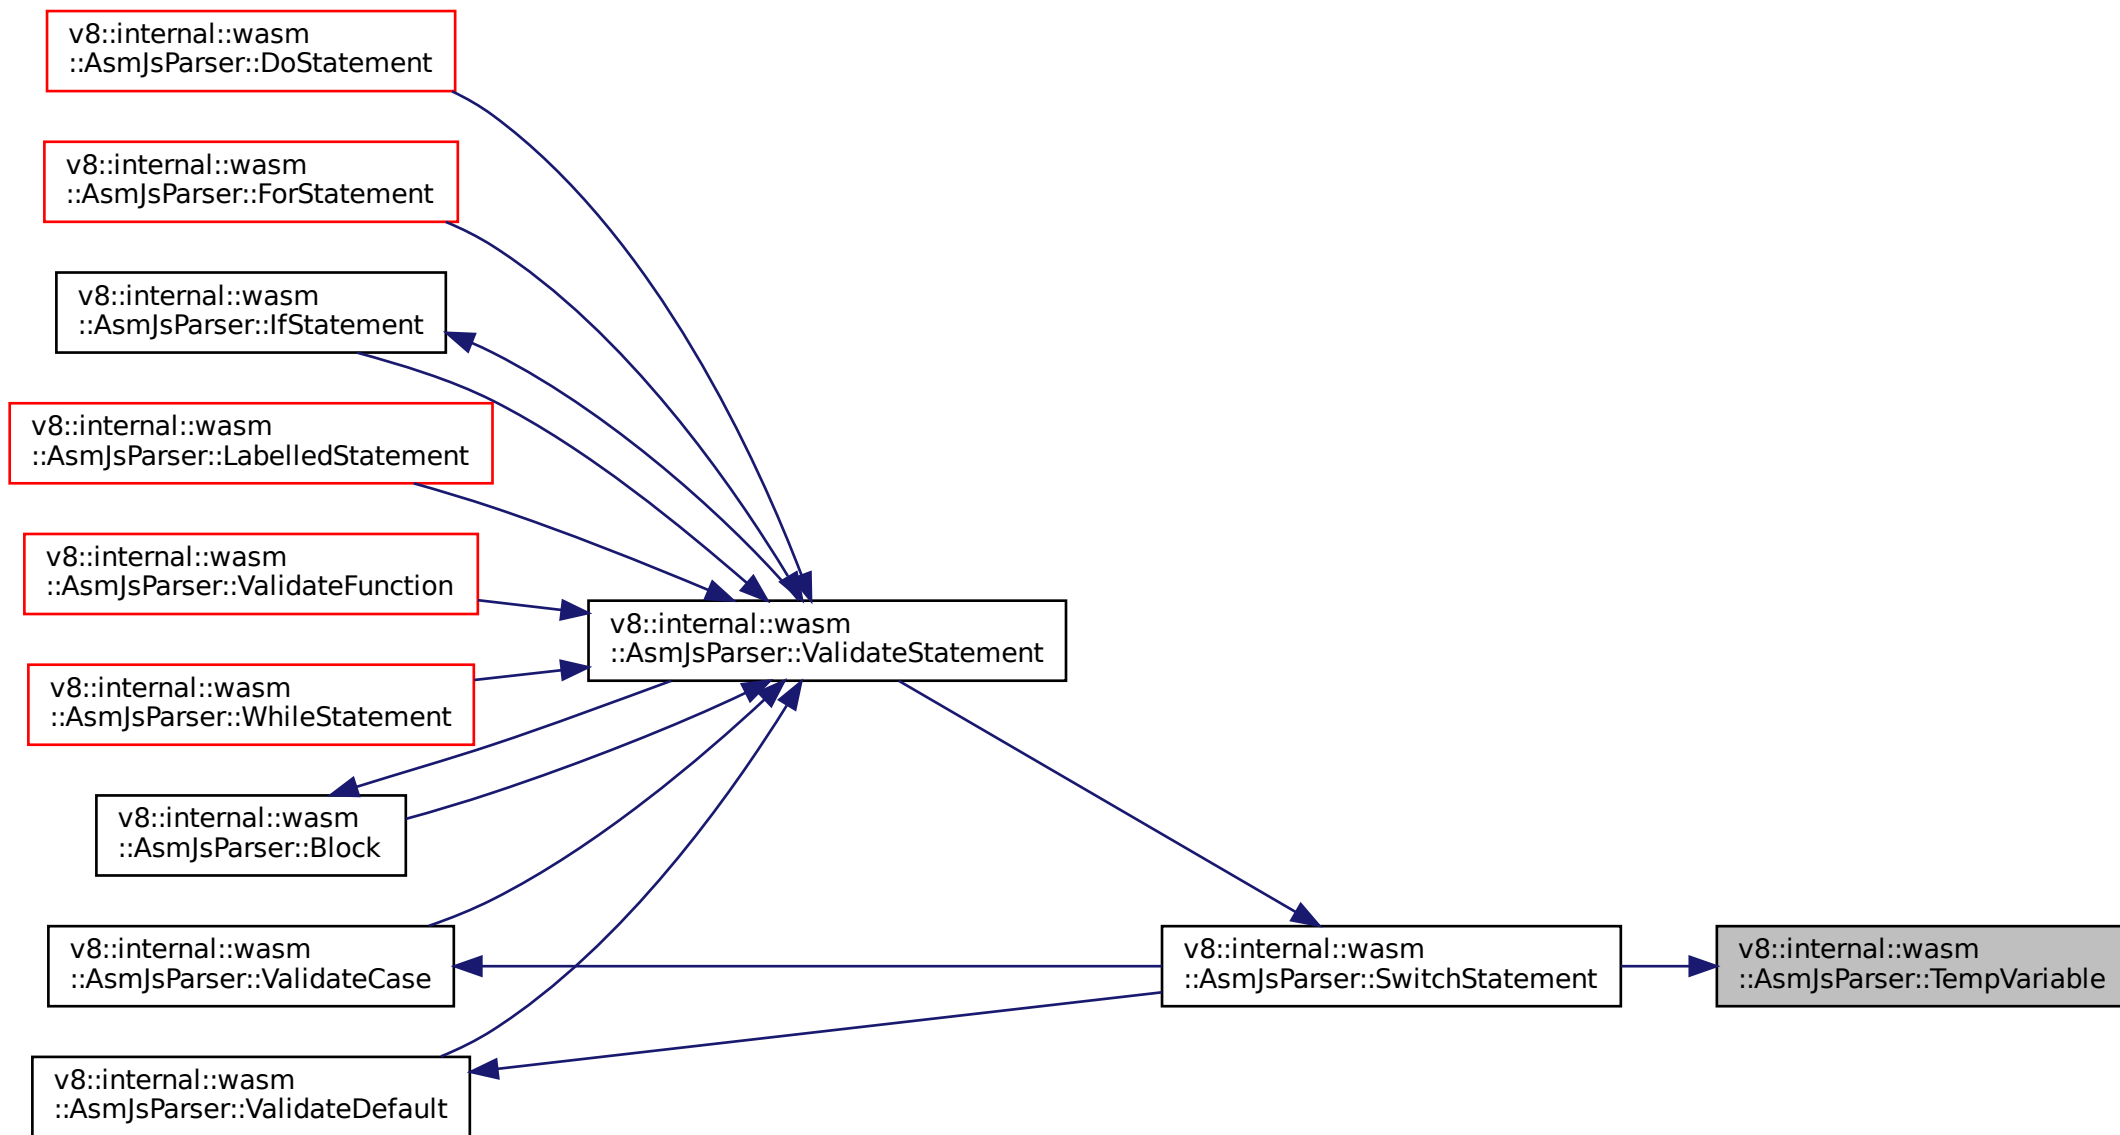 v8::internal::wasm
::AsmJsParser::DoStatement
v8::internal::wasm
::AsmJsParser::ForStatement
v8::internal::wasm
::AsmJsParser::IfStatement
v8::internal::wasm
::AsmJsParser::LabelledStatement
v8::internal::wasm
::AsmJsParser::ValidateFunction
v8::internal::wasm
::AsmJsParser::ValidateStatement
v8::internal::wasm
::AsmJsParser::WhileStatement
v8::internal::wasm
::AsmJsParser::Block
v8::internal::wasm
::AsmJsParser::ValidateCase
v8::internal::wasm
::AsmJsParser::SwitchStatement
v8::internal::wasm
::AsmJsParser::TempVariable
v8::internal::wasm
::AsmJsParser::ValidateDefault